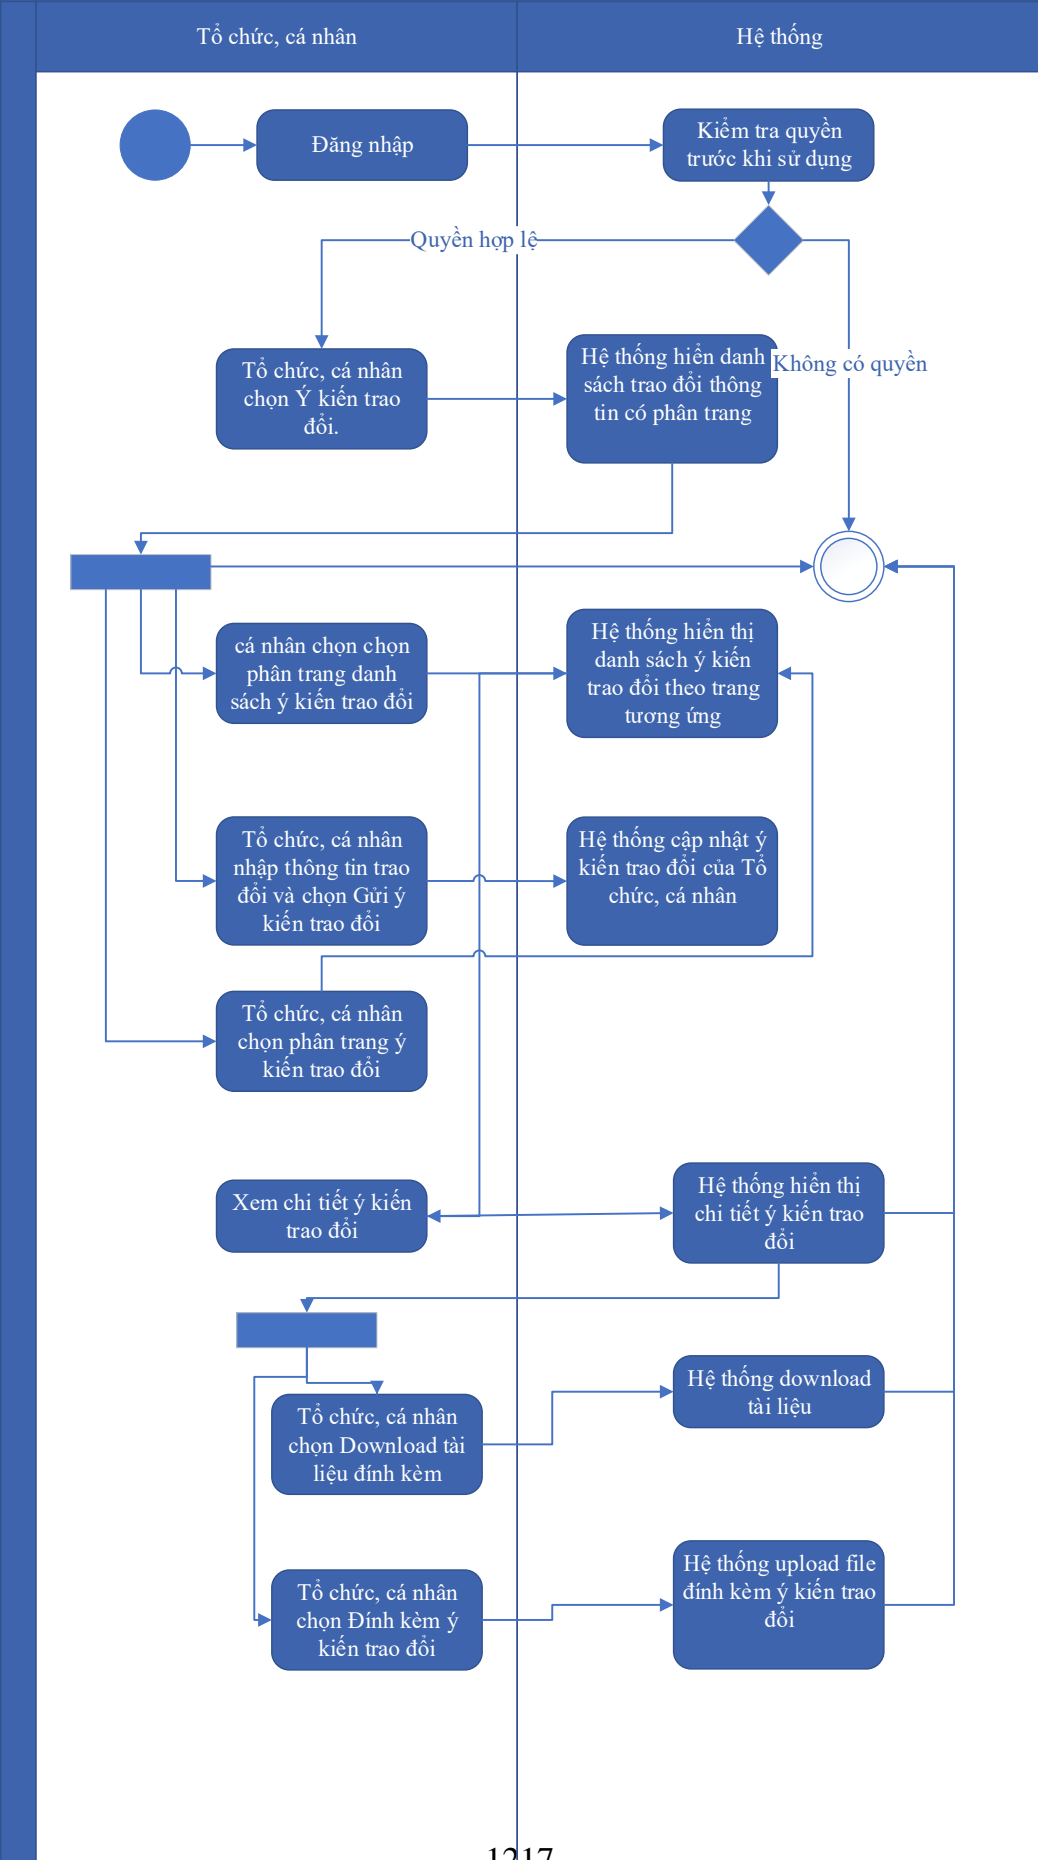 Tổ chức, cá nhân
Hệ thống
Đăng nhập
Kiểm tra quyền
trước khi sử dụng
Quyền hợp lệ
Tổ chức, cá nhân
chọn Ý kiến trao
đổi.
Hệ thống hiển danh
sách trao đổi thông
tin có phân trang
Không có quyền
cá nhân chọn chọn
phân trang danh
sách ý kiến trao đổi
Hệ thống hiển thị
danh sách ý kiến
trao đổi theo trang
tương ứng
Tổ chức, cá nhân
nhập thông tin trao
đổi và chọn Gửi ý
kiến trao đổi
Hệ thống cập nhật ý
kiến trao đổi của Tổ
chức, cá nhân
Tổ chức, cá nhân
chọn phân trang ý
kiến trao đổi
Xem chi tiết ý kiến
trao đổi
Hệ thống hiển thị
chi tiết ý kiến trao
đổi
Tổ chức, cá nhân
chọn Download tài
liệu đính kèm
Hệ thống download
tài liệu
Tổ chức, cá nhân
chọn Đính kèm ý
kiến trao đổi
Hệ thống upload file
đính kèm ý kiến trao
đổi
1217